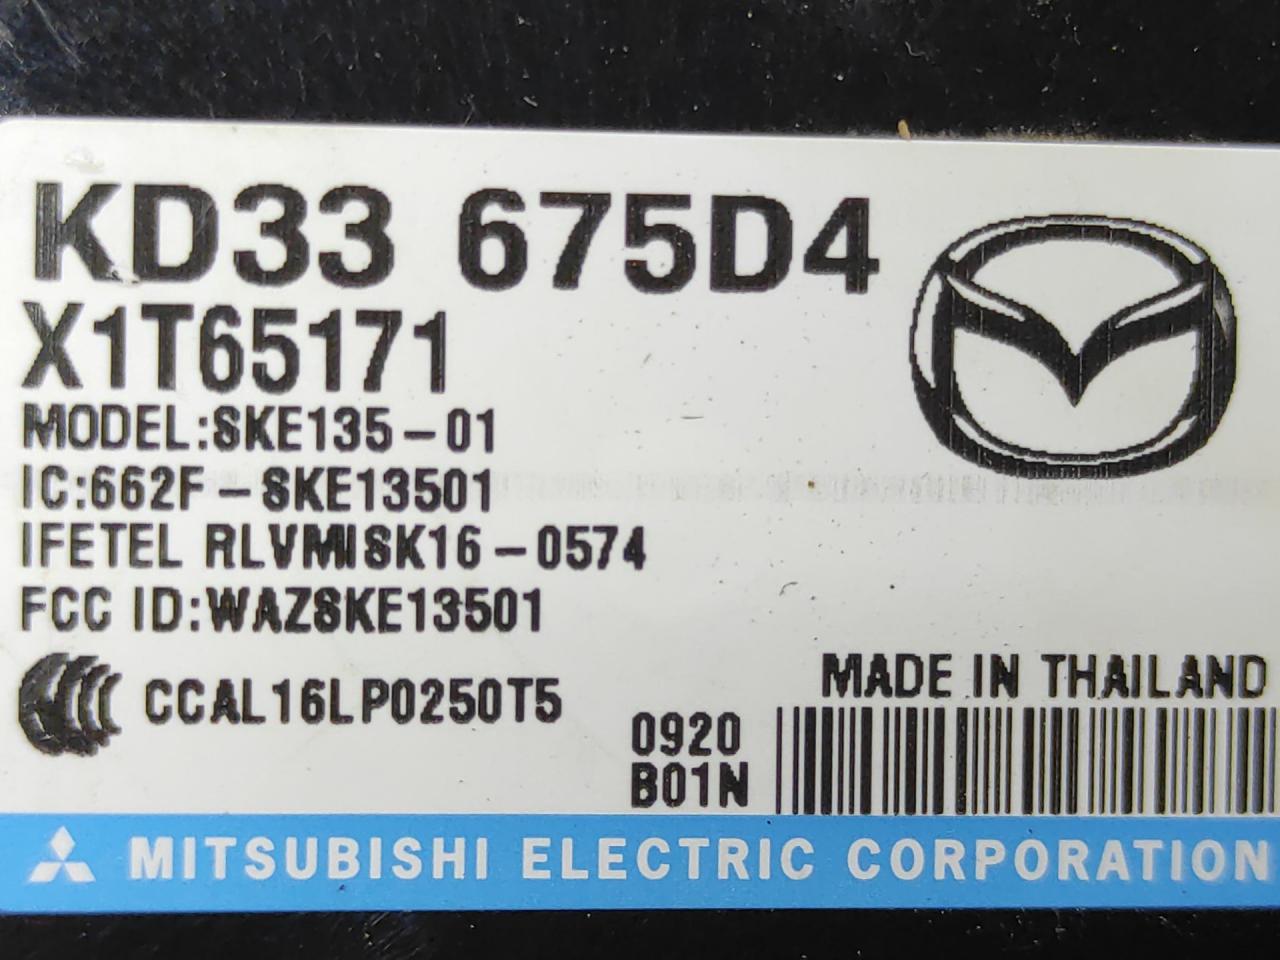 KD33 675D4
X1T65171
MODEL:SKE135-01
IC:662F-SKE13501
IFETEL RLVMISK16-0574
FCC ID:WAZSKE13501
CCAL16LP0250T5
MADE IN THAILAND
0920
B01N
MITSUBISHI ELECTRIC CORPORATION